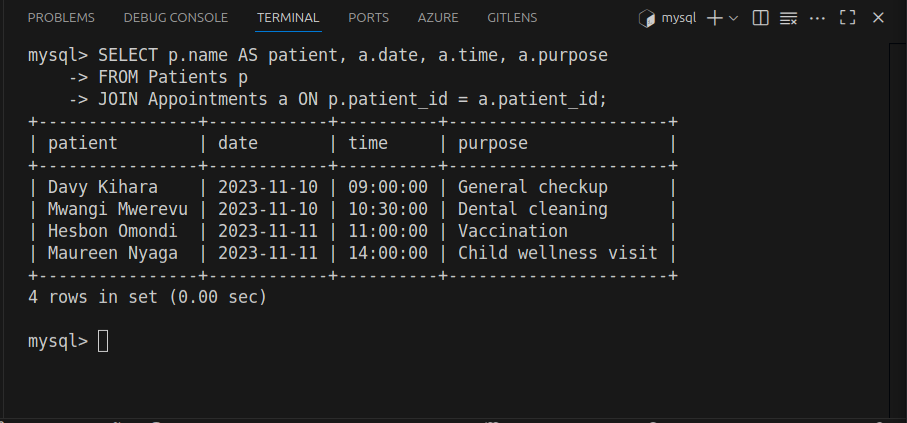 PROBLEMS DEBUG CONSOLE TERMINAL PORTS AZURE GITLENS mysql
mysql> SELECT p.name AS patient, a.date, a.time, a.purpose
    -> FROM Patients p
    -> JOIN Appointments a ON p.patient_id = a.patient_id;
+----------------+------------+----------+----------------------+
| patient        | date       | time     | purpose              |
+----------------+------------+----------+----------------------+
| Davy Kihara    | 2023-11-10 | 09:00:00 | General checkup      |
| Mwangi Mwerevu | 2023-11-10 | 10:30:00 | Dental cleaning      |
| Hesbon Omondi  | 2023-11-11 | 11:00:00 | Vaccination          |
| Maureen Nyaga  | 2023-11-11 | 14:00:00 | Child wellness visit |
+----------------+------------+----------+----------------------+
4 rows in set (0.00 sec)
mysql>